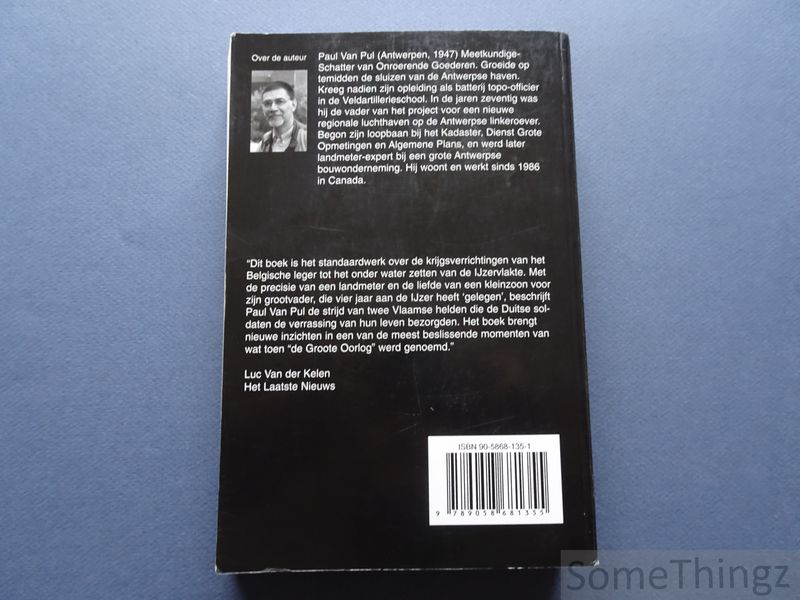 Over de auteur
Paul Van Pul (Antwerpen, 1947) Meetkundige-
Schatter van Onroerende Goederen. Groeide op
temidden de sluizen van de Antwerpse haven.
Kreeg nadien zijn opleiding als batterij topo-officier
in de Veldartillerieschool. In de jaren zeventig was
hij de vader van het project voor een nieuwe
regionale luchthaven op de Antwerpse linkeroever.
Begon zijn loopbaan bij het Kadaster, Dienst Grote
Opmetingen en Algemene Plans, en werd later
landmeter-expert bij een grote Antwerpse
bouwonderneming. Hij woont en werkt sinds 1986
in Canada.
“Dit boek is het standaardwerk over de krijgsverrichtingen van het
Belgische leger tot het onder water zetten van de IJzervlakte. Met
de precisie van een landmeter en de liefde van een kleinzoon voor
zijn grootvader, die vier jaar aan de IJzer heeft ‘gelegen’, beschrijft
Paul Van Pul de strijd van twee Vlaamse helden die de Duitse sol-
daten de verrassing van hun leven bezorgden. Het boek brengt
nieuwe inzichten in een van de meest beslissende momenten van
wat toen “de Groote Oorlog” werd genoemd.”
Luc Van der Kelen
Het Laatste Nieuws
ISBN 90-5868-135-1
9 789058 681355
SomeThingz